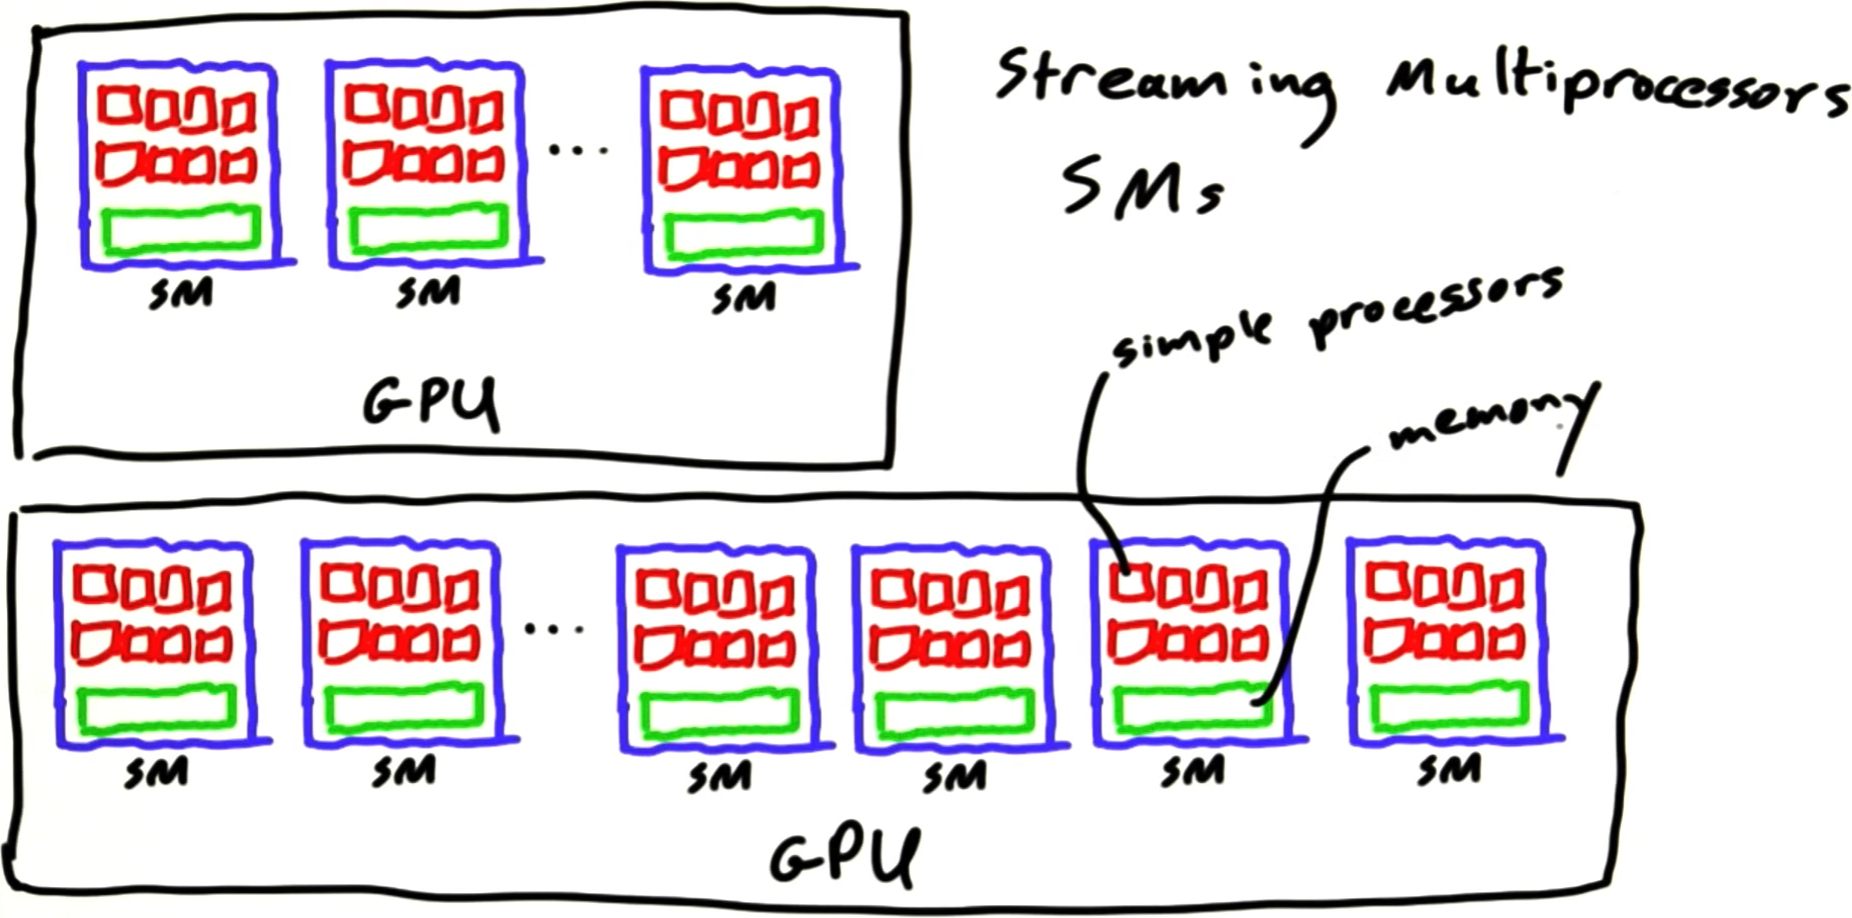 Streaming Multiprocessors
SMs
SM SM ... SM
GPU
simple processors
memory
SM SM ... SM SM SM SM
GPU